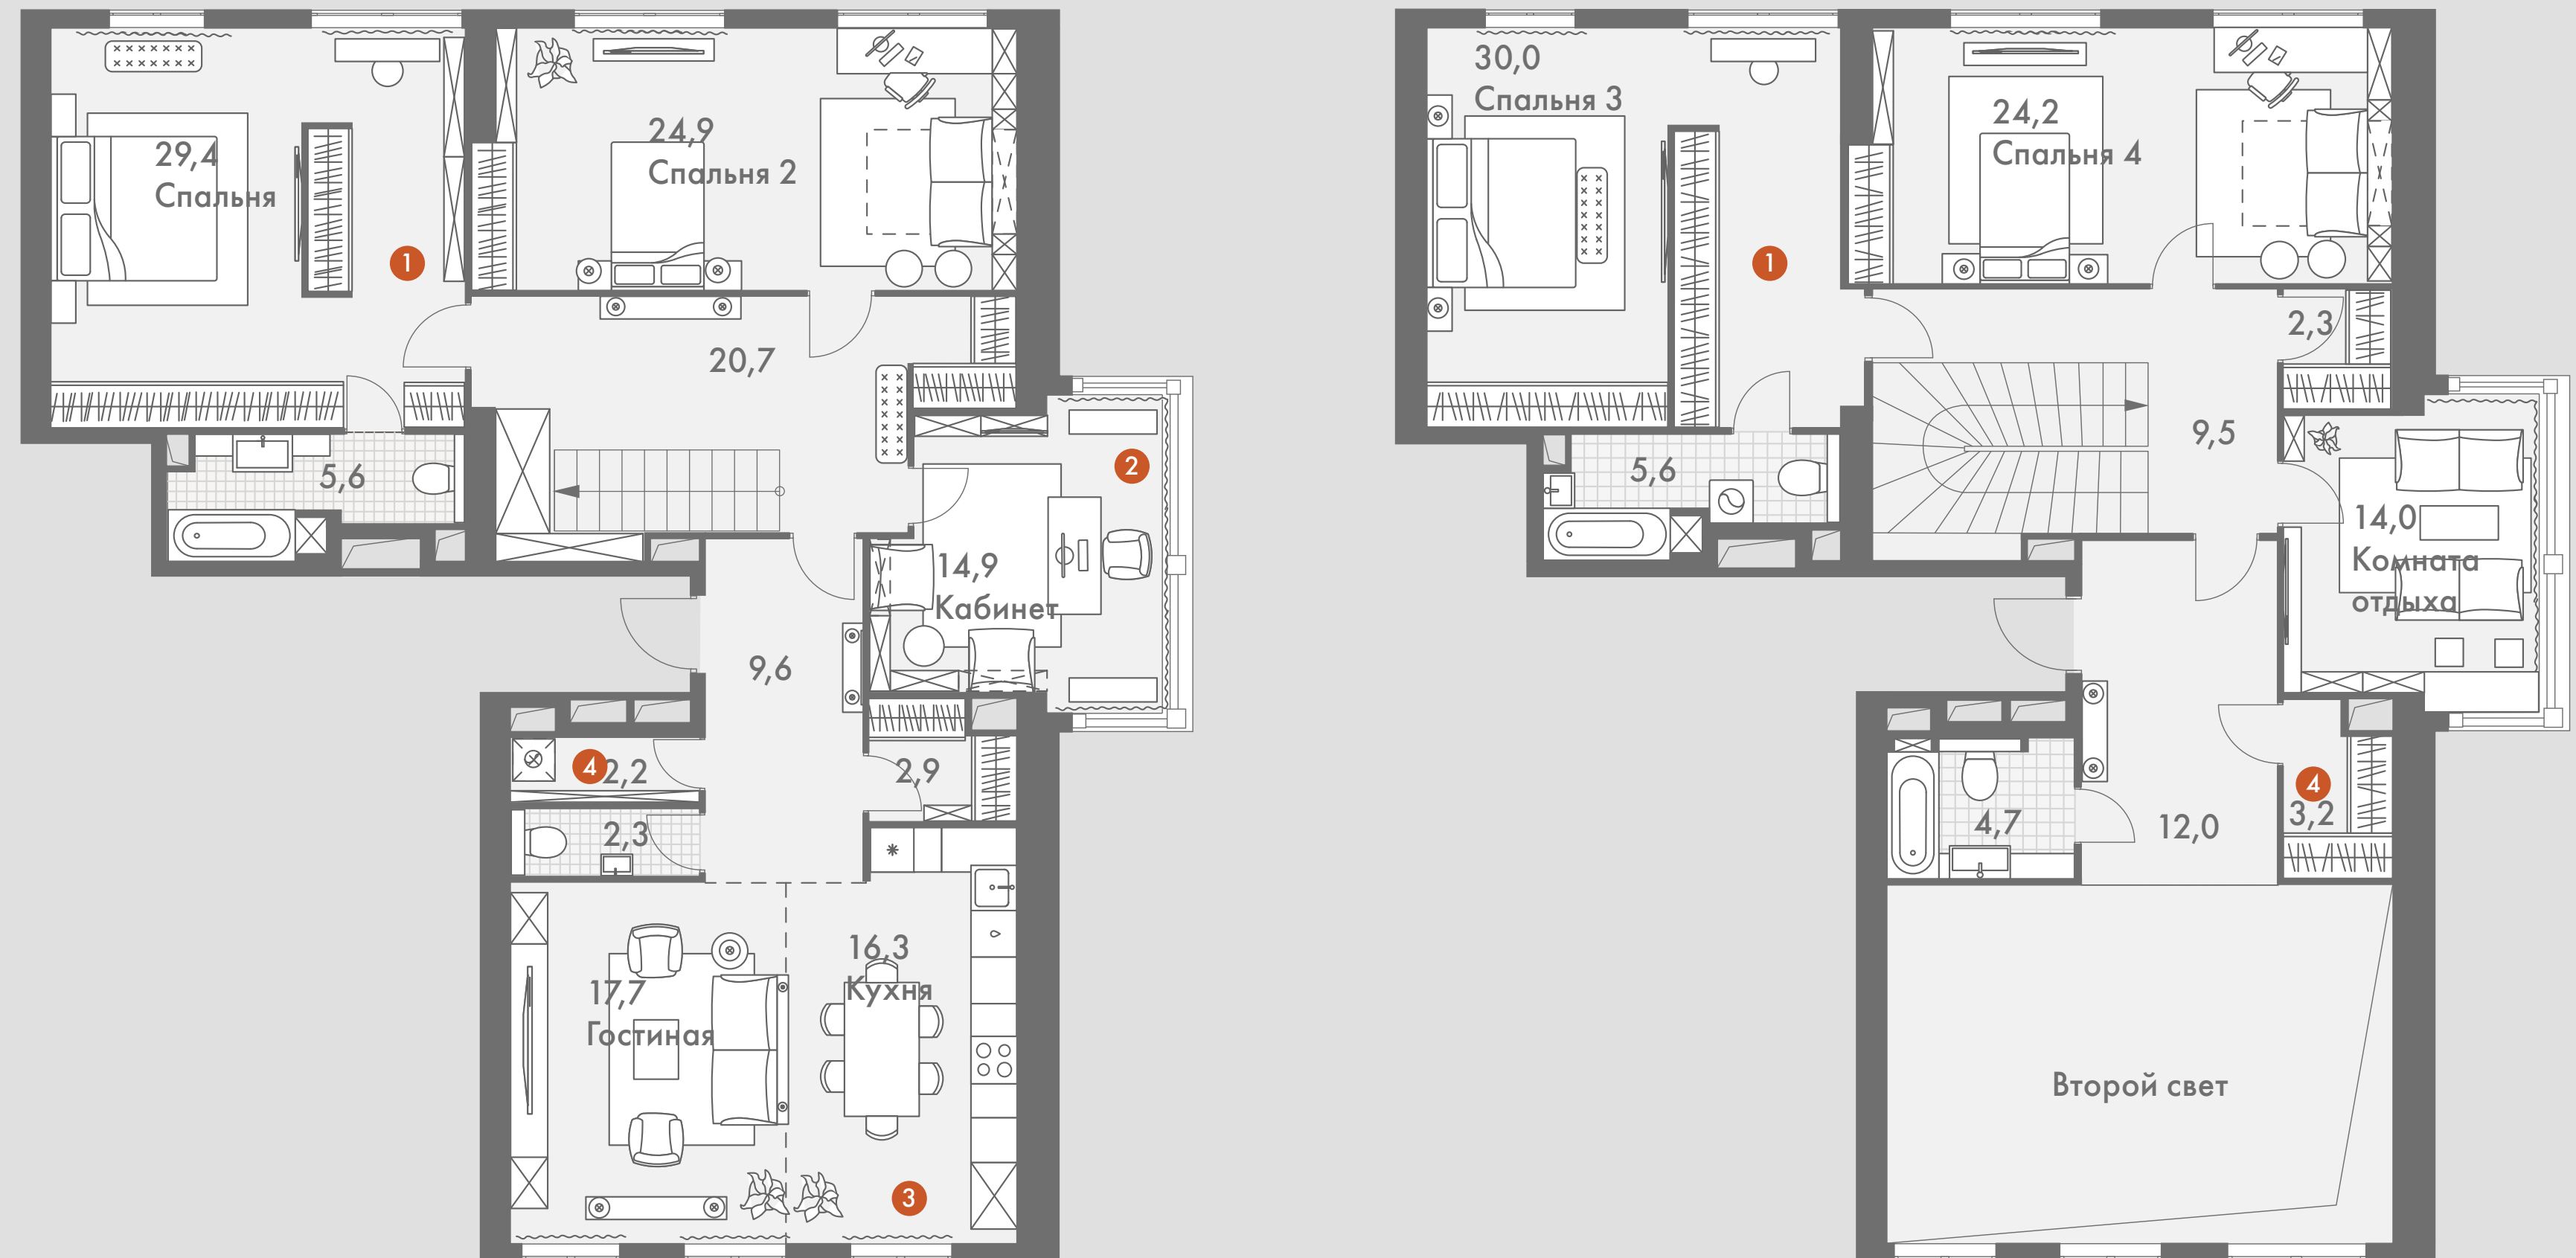 29,4
Спальня
1
24,9
Спальня 2
20,7
5,6
2
14,9
Кабинет
9,6
4
2,2
2,9
2,3
16,3
Кухня
17,7
Гостиная
3
30,0
Спальня 3
1
24,2
Спальня 4
2,3
9,5
5,6
14,0
Комната
отдыха
4
3,2
4,7
12,0
Второй свет